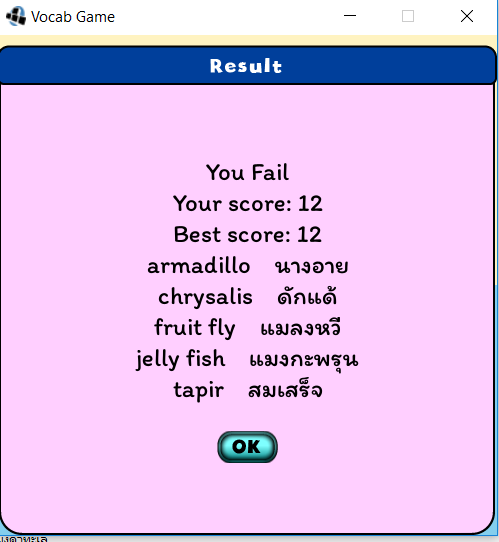 Vocab Game
Result
You Fail
Your score: 12
Best score: 12
armadillo นางอาย
chrysalis ดักแด้
fruit fly แมลงหวี
jelly fish แมงกะพรุน
tapir สมเสร็จ
OK